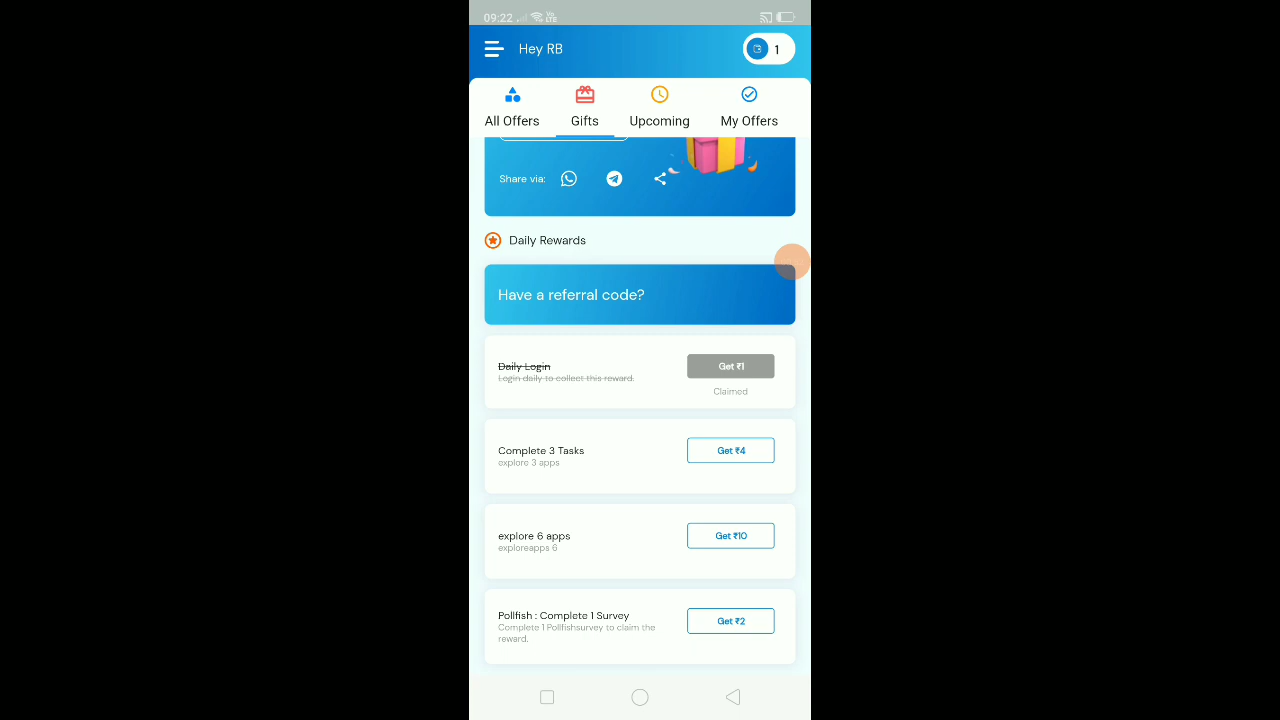 09:22 Vo LTE
Hey RB
1
All Offers Gifts Upcoming My Offers
Share via:
Daily Rewards
Have a referral code?
Daily Login
Login daily to collect this reward.
Get ₹1
Claimed
Complete 3 Tasks
explore 3 apps
Get ₹4
explore 6 apps
exploreapps 6
Get ₹10
Pollfish : Complete 1 Survey
Complete 1 Pollfishsurvey to claim the
reward.
Get ₹2